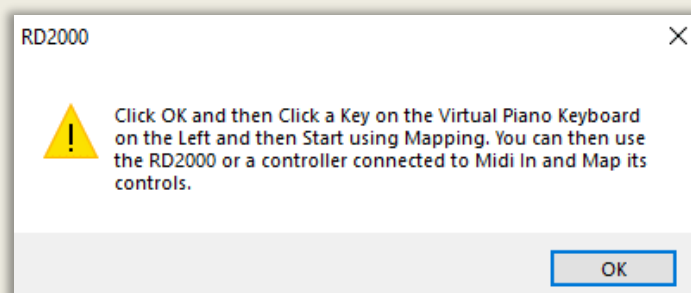 RD2000
Click OK and then Click a Key on the Virtual Piano Keyboard
on the Left and then Start using Mapping. You can then use
the RD2000 or a controller connected to Midi In and Map its
controls.
OK